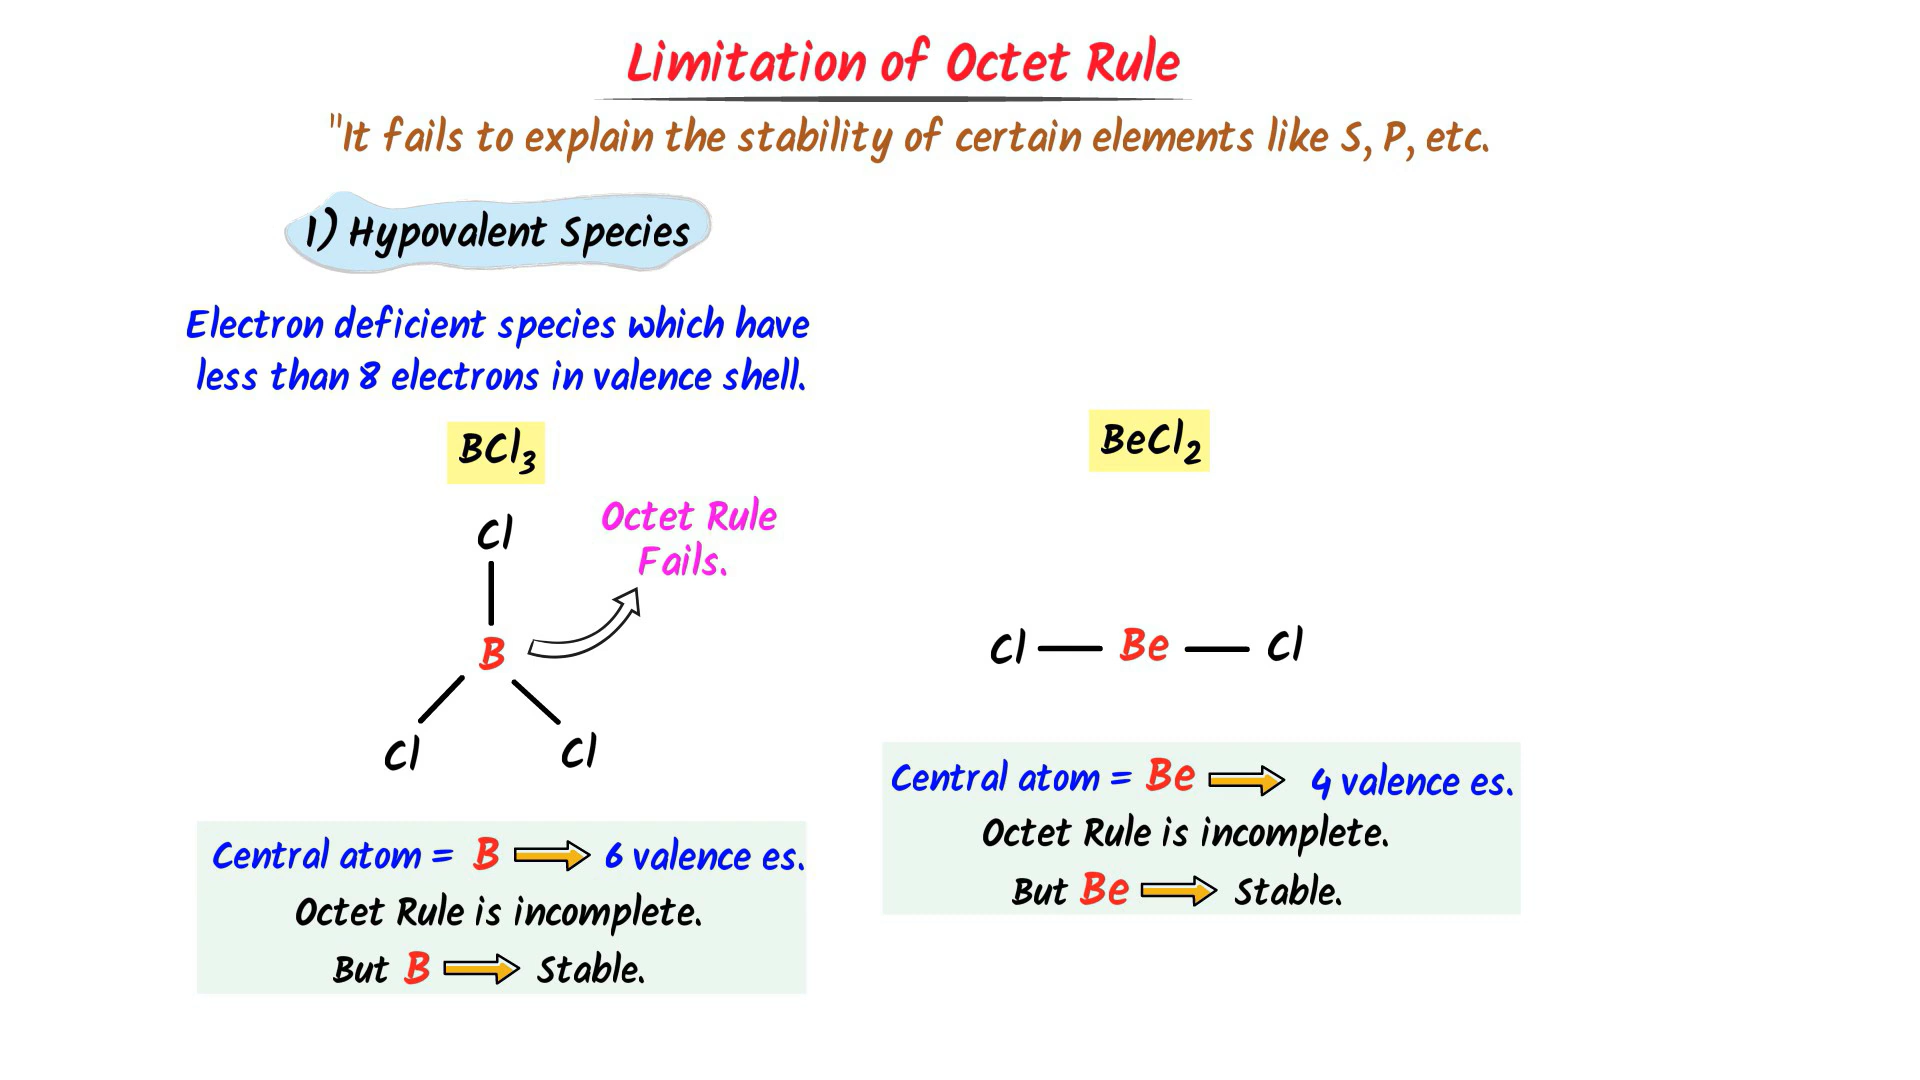 Limitation of Octet Rule
"It fails to explain the stability of certain elements like S, P, etc.
1) Hypovalent Species
Electron deficient species which have
less than 8 electrons in valence shell.
BCl3
Octet Rule
Fails.
Cl
B
Cl
Cl
Central atom = B 6 valence es.
Octet Rule is incomplete.
But B Stable.
BeCl2
Cl Be Cl
Central atom = Be 4 valence es.
Octet Rule is incomplete.
But Be Stable.